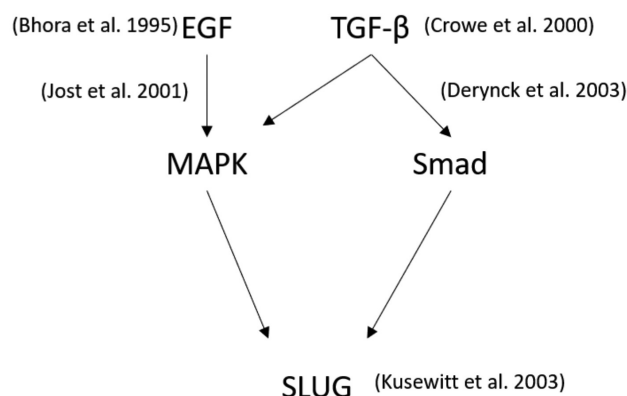 (Bhora et al. 1995) EGF TGF-β (Crowe et al. 2000)
(Jost et al. 2001) (Derynck et al. 2003)
MAPK Smad
SLUG (Kusewitt et al. 2003)